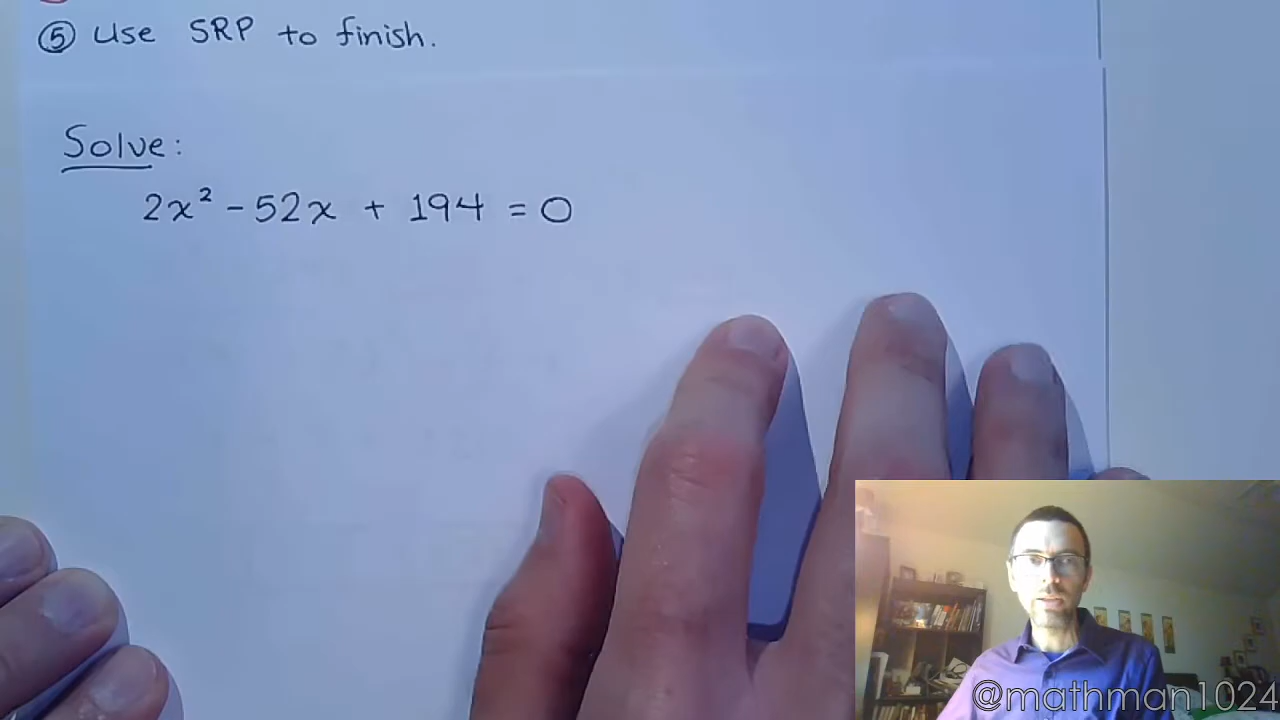 ⑤ Use SRP to finish.
Solve:
2x² - 52x + 194 = 0
@mathman1024